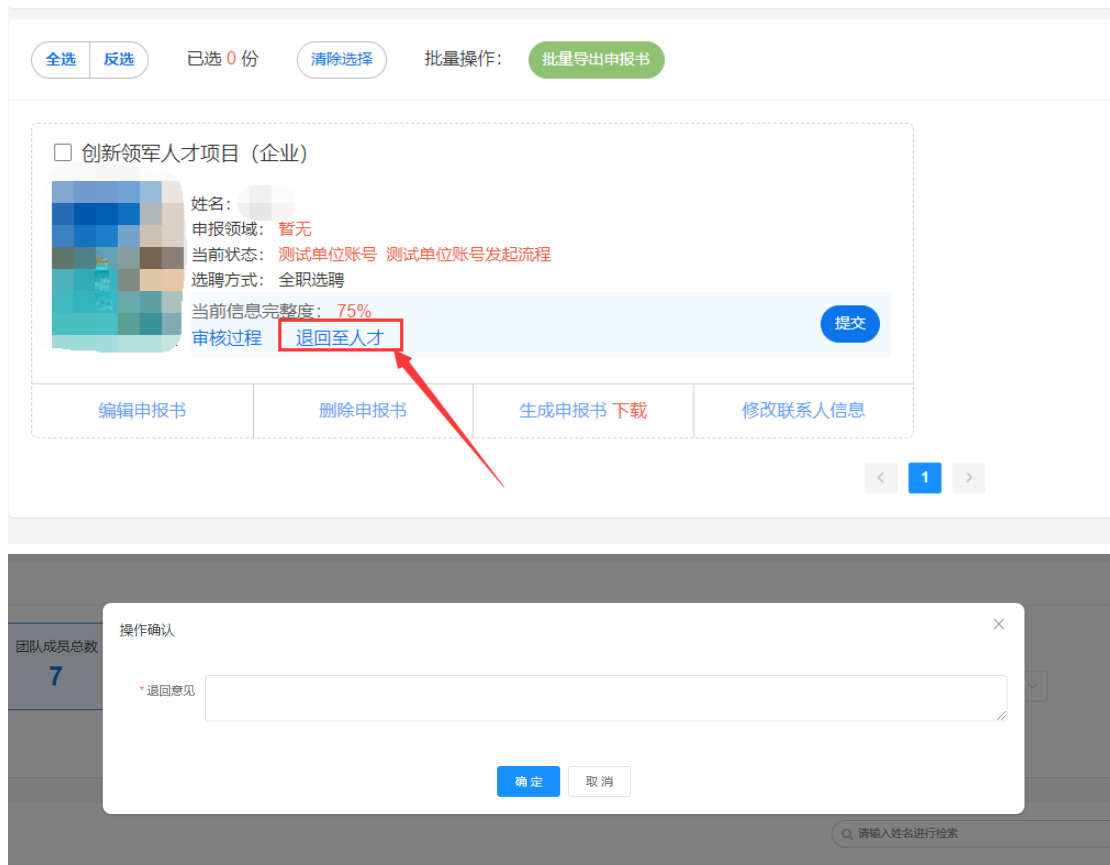 全选 反选 已选 0 份 清除选择 批量操作： 批量导出申报书
创新领军人才项目（企业）
姓名：
申报领域： 暂无
当前状态： 测试单位账号 测试单位账号发起流程
选聘方式： 全职选聘
当前信息完整度： 75%
审核过程 退回至人才 提交
编辑申报书 删除申报书 生成申报书 下载 修改联系人信息
< 1 >
操作确认
团队成员总数
7
* 退回意见
确 定 取 消
请输入姓名进行检索